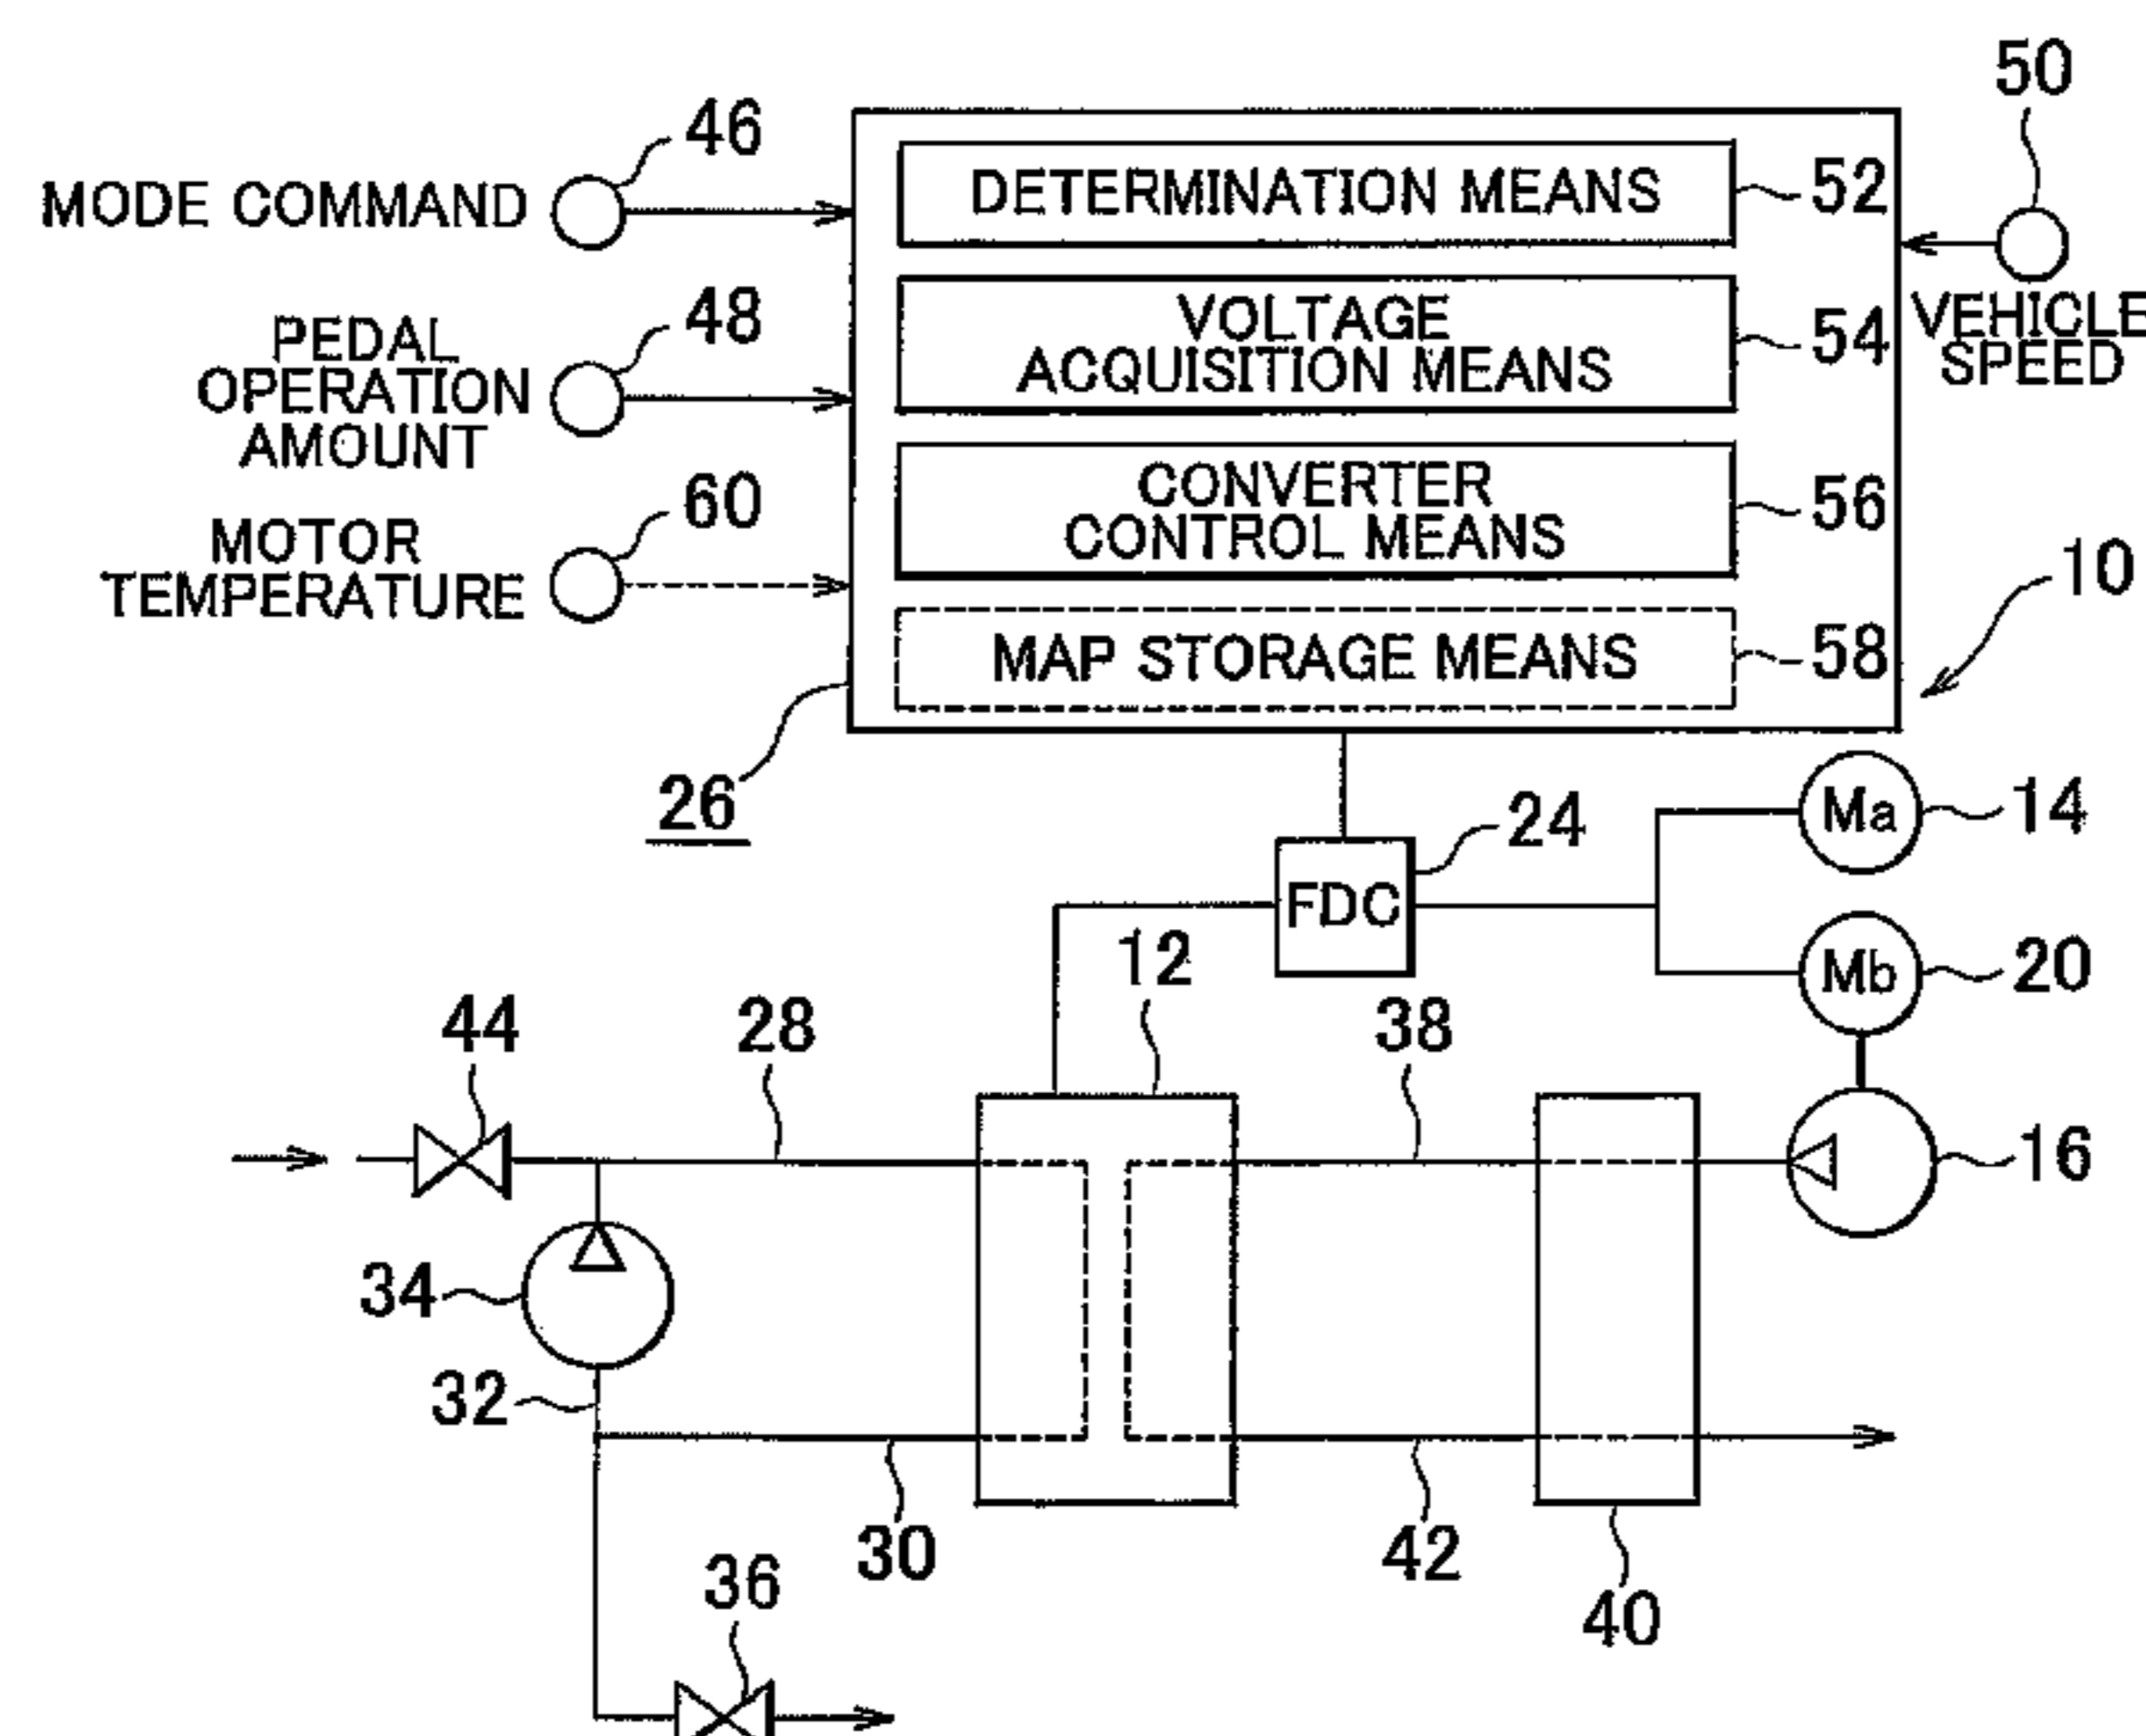 50
46
MODE COMMAND
DETERMINATION MEANS
52
48
PEDAL
OPERATION
AMOUNT
VOLTAGE
ACQUISITION MEANS
54
VEHICLE
SPEED
60
MOTOR
TEMPERATURE
CONVERTER
CONTROL MEANS
56
10
MAP STORAGE MEANS
58
26
24
FDC
Ma
14
12
Mb
20
44
28
38
16
34
32
30
42
36
40